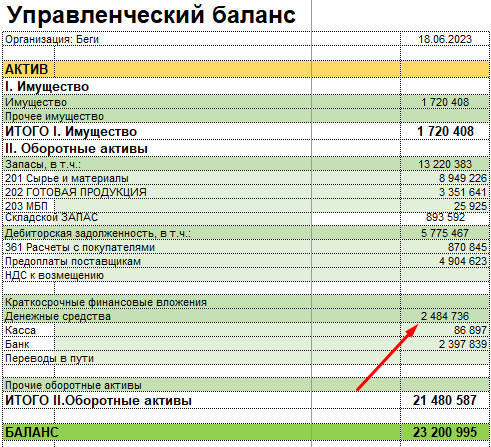 Управленческий баланс
Организация: Беги 18.06.2023
АКТИВ
I. Имущество
Имущество 1 720 408
Прочее имущество
ИТОГО I. Имущество 1 720 408
II. Оборотные активы
Запасы, в т.ч.: 13 220 383
201 Сырье и материалы 8 949 226
202 ГОТОВАЯ ПРОДУКЦИЯ 3 351 641
203 МБП 25 925
Складской ЗАПАС 893 592
Дебиторская задолженность, в т.ч.: 5 775 467
361 Расчеты с покупателями 870 845
Предоплаты поставщикам 4 904 623
НДС к возмещению
Краткосрочные финансовые вложения
Денежные средства 2 484 736
Касса 86 897
Банк 2 397 839
Переводы в пути
Прочие оборотные активы
ИТОГО II.Оборотные активы 21 480 587
БАЛАНС 23 200 995